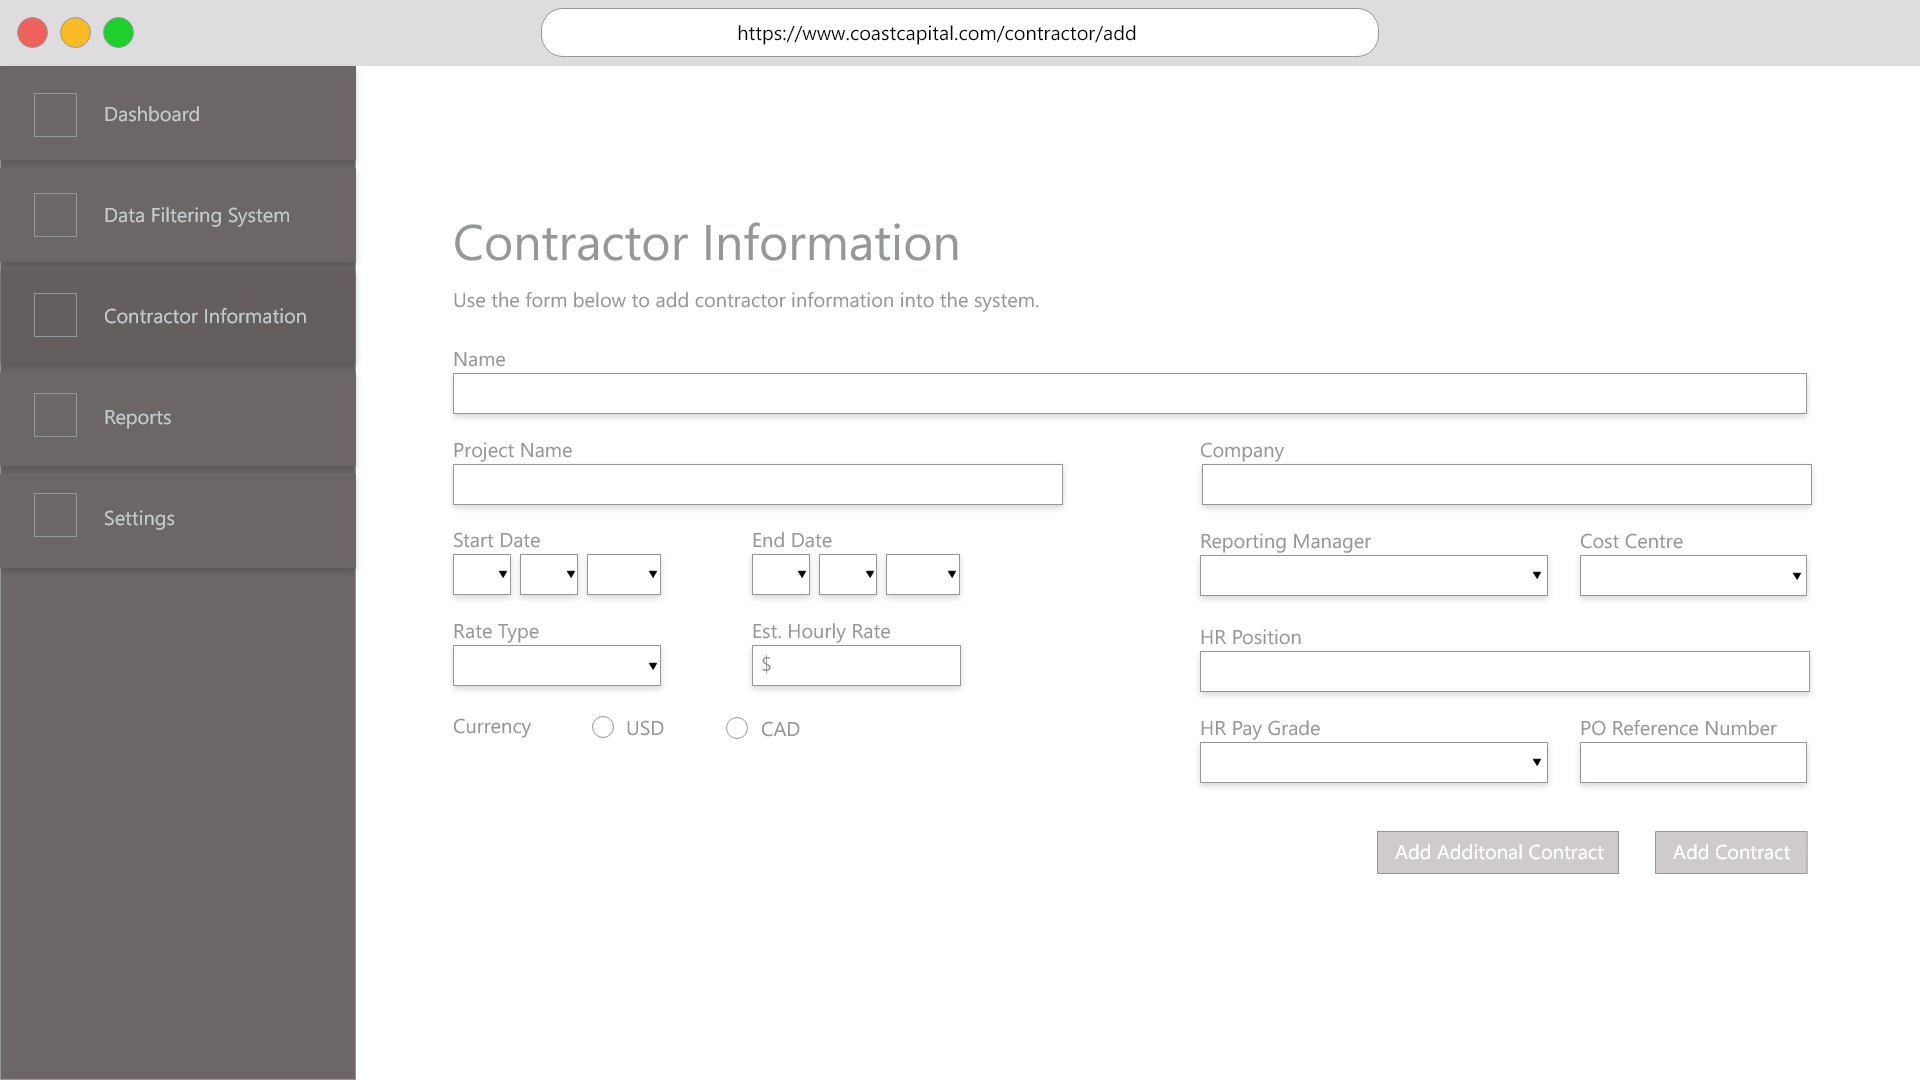 https://www.coastcapital.com/contractor/add
Dashboard
Data Filtering System
Contractor Information
Reports
Settings
Contractor Information
Use the form below to add contractor information into the system.
Name
Project Name
Company
Start Date
End Date
Reporting Manager
Cost Centre
Rate Type
Est. Hourly Rate
$
HR Position
Currency
USD
CAD
HR Pay Grade
PO Reference Number
Add Additonal Contract
Add Contract